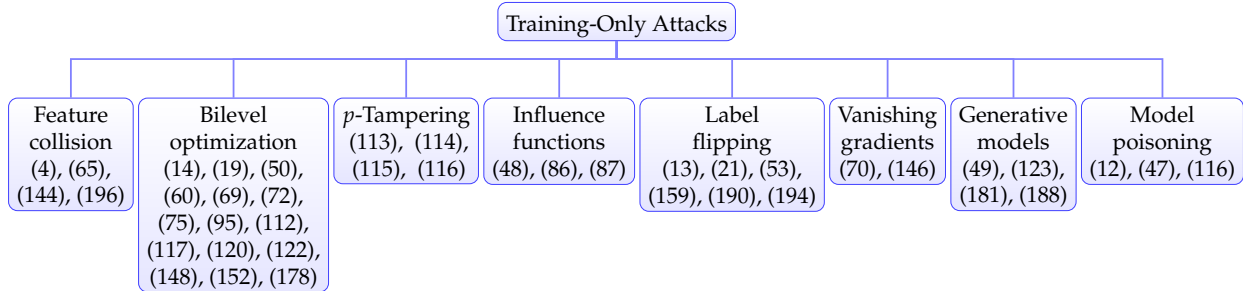 Training-Only Attacks
Feature
collision
(4), (65),
(144), (196)
Bilevel
optimization
(14), (19), (50),
(60), (69), (72),
(75), (95), (112),
(117), (120), (122),
(148), (152), (178)
p-Tampering
(113), (114),
(115), (116)
Influence
functions
(48), (86), (87)
Label
flipping
(13), (21), (53),
(159), (190), (194)
Vanishing
gradients
(70), (146)
Generative
models
(49), (123),
(181), (188)
Model
poisoning
(12), (47), (116)